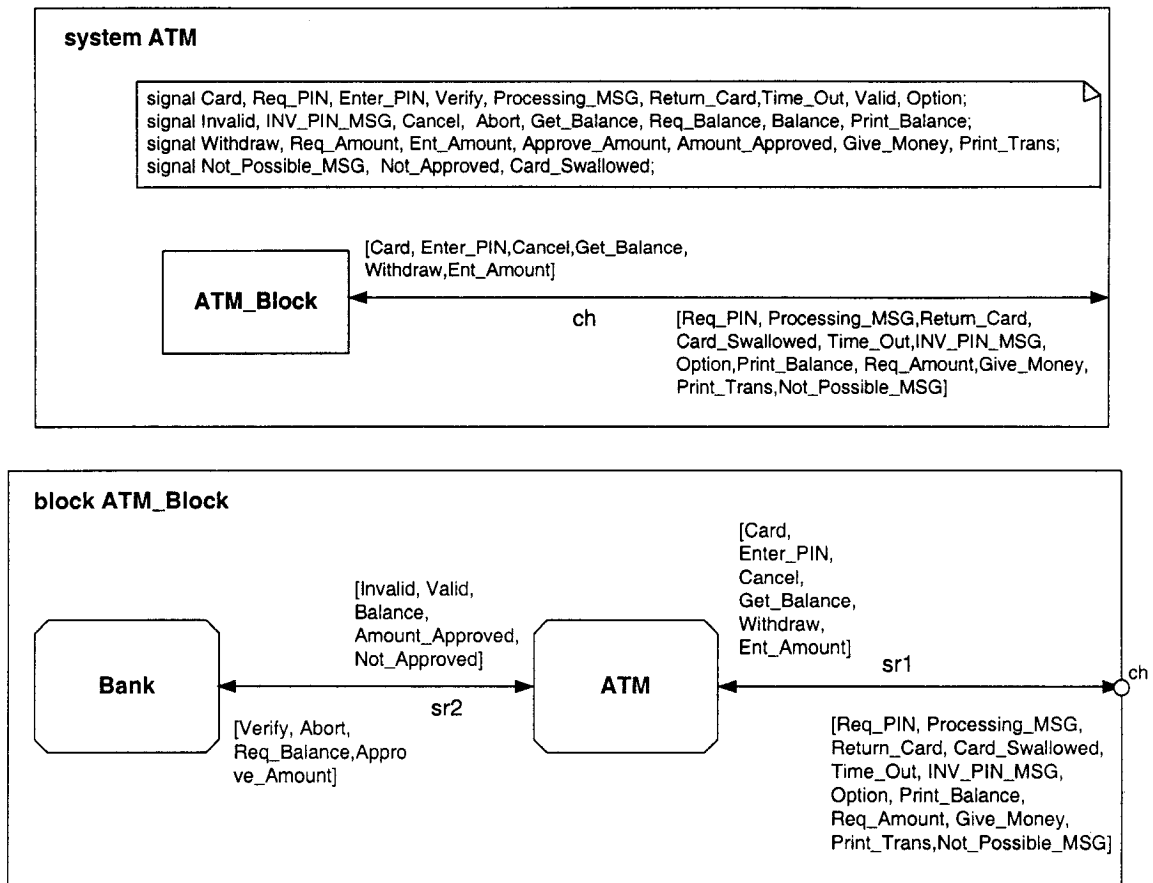 system ATM
signal Card, Req_PIN, Enter_PIN, Verify, Processing_MSG, Return_Card,Time_Out, Valid, Option;
signal Invalid, INV_PIN_MSG, Cancel, Abort, Get_Balance, Req_Balance, Balance, Print_Balance;
signal Withdraw, Req_Amount, Ent_Amount, Approve_Amount, Amount_Approved, Give_Money, Print_Trans;
signal Not_Possible_MSG, Not_Approved, Card_Swallowed;
[Card, Enter_PIN,Cancel,Get_Balance,
Withdraw,Ent_Amount]
ATM_Block
ch
[Req_PIN, Processing_MSG,Return_Card,
Card_Swallowed, Time_Out,INV_PIN_MSG,
Option,Print_Balance, Req_Amount,Give_Money,
Print_Trans,Not_Possible_MSG]
block ATM_Block
[Invalid, Valid,
Balance,
Amount_Approved,
Not_Approved]
[Card,
Enter_PIN,
Cancel,
Get_Balance,
Withdraw,
Ent_Amount]
Bank
sr2
ATM
sr1
ch
[Verify, Abort,
Req_Balance,Appro
ve_Amount]
[Req_PIN, Processing_MSG,
Return_Card, Card_Swallowed,
Time_Out, INV_PIN_MSG,
Option, Print_Balance,
Req_Amount, Give_Money,
Print_Trans,Not_Possible_MSG]